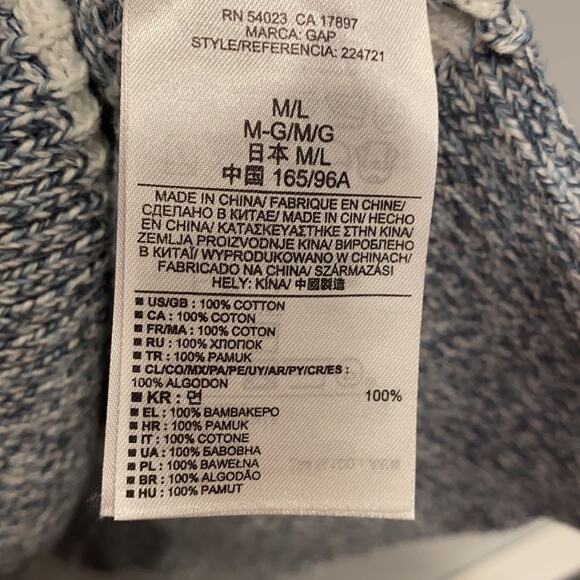 RN 54023 CA 17897
MARCA: GAP
STYLE/REFERENCIA: 224721
M/L
M-G/M/G
日本 M/L
中国 165/96A
MADE IN CHINA/ FABRIQUE EN CHINE/
СДЕЛАНО В КИТАЕ/ MADE IN CIN/ HECHO
EN CHINA/ ΚΑΤΑΣΚΕΥΑΣΤΗΚΕ ΣΤΗΝ ΚΙΝΑ/
ZEMLJA PROIZVODNJE KINA/ ВИРОБЛЕНО
В КИТАЇ/ WYPRODUKOWANO W CHINACH/
FABRICADO NA CHINA/ SZÁRMAZÁSI
HELY: KÍNA/ 中國製造
■ US/GB : 100% COTTON
■ CA : 100% COTON
■ FR/MA : 100% COTON
■ RU : 100% ХЛОПОК
■ TR : 100% PAMUK
■ CL/CO/MX/PA/PE/UY/AR/PY/CR/ES :
100% ALGODON
■ KR : 면 100%
■ EL : 100% ΒΑΜΒΑΚΕΡΟ
■ HR : 100% PAMUK
■ IT : 100% COTONE
■ UA : 100% БАВОВНА
■ PL : 100% BAWEŁNA
■ BR : 100% ALGODÃO
■ HU : 100% PAMUT